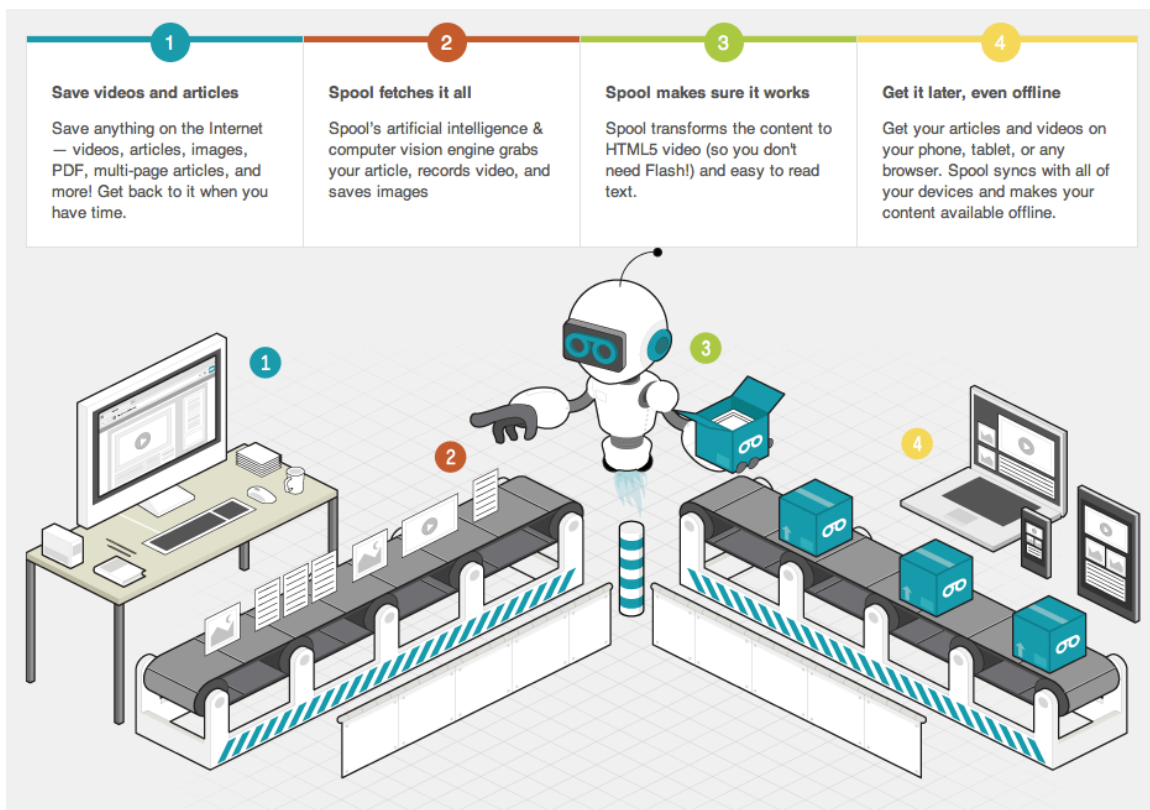 1
Save videos and articles
Save anything on the Internet
— videos, articles, images,
PDF, multi-page articles, and
more! Get back to it when you
have time.
2
Spool fetches it all
Spool's artificial intelligence &
computer vision engine grabs
your article, records video, and
saves images
3
Spool makes sure it works
Spool transforms the content to
HTML5 video (so you don't
need Flash!) and easy to read
text.
4
Get it later, even offline
Get your articles and videos on
your phone, tablet, or any
browser. Spool syncs with all of
your devices and makes your
content available offline.
1
2
3
4